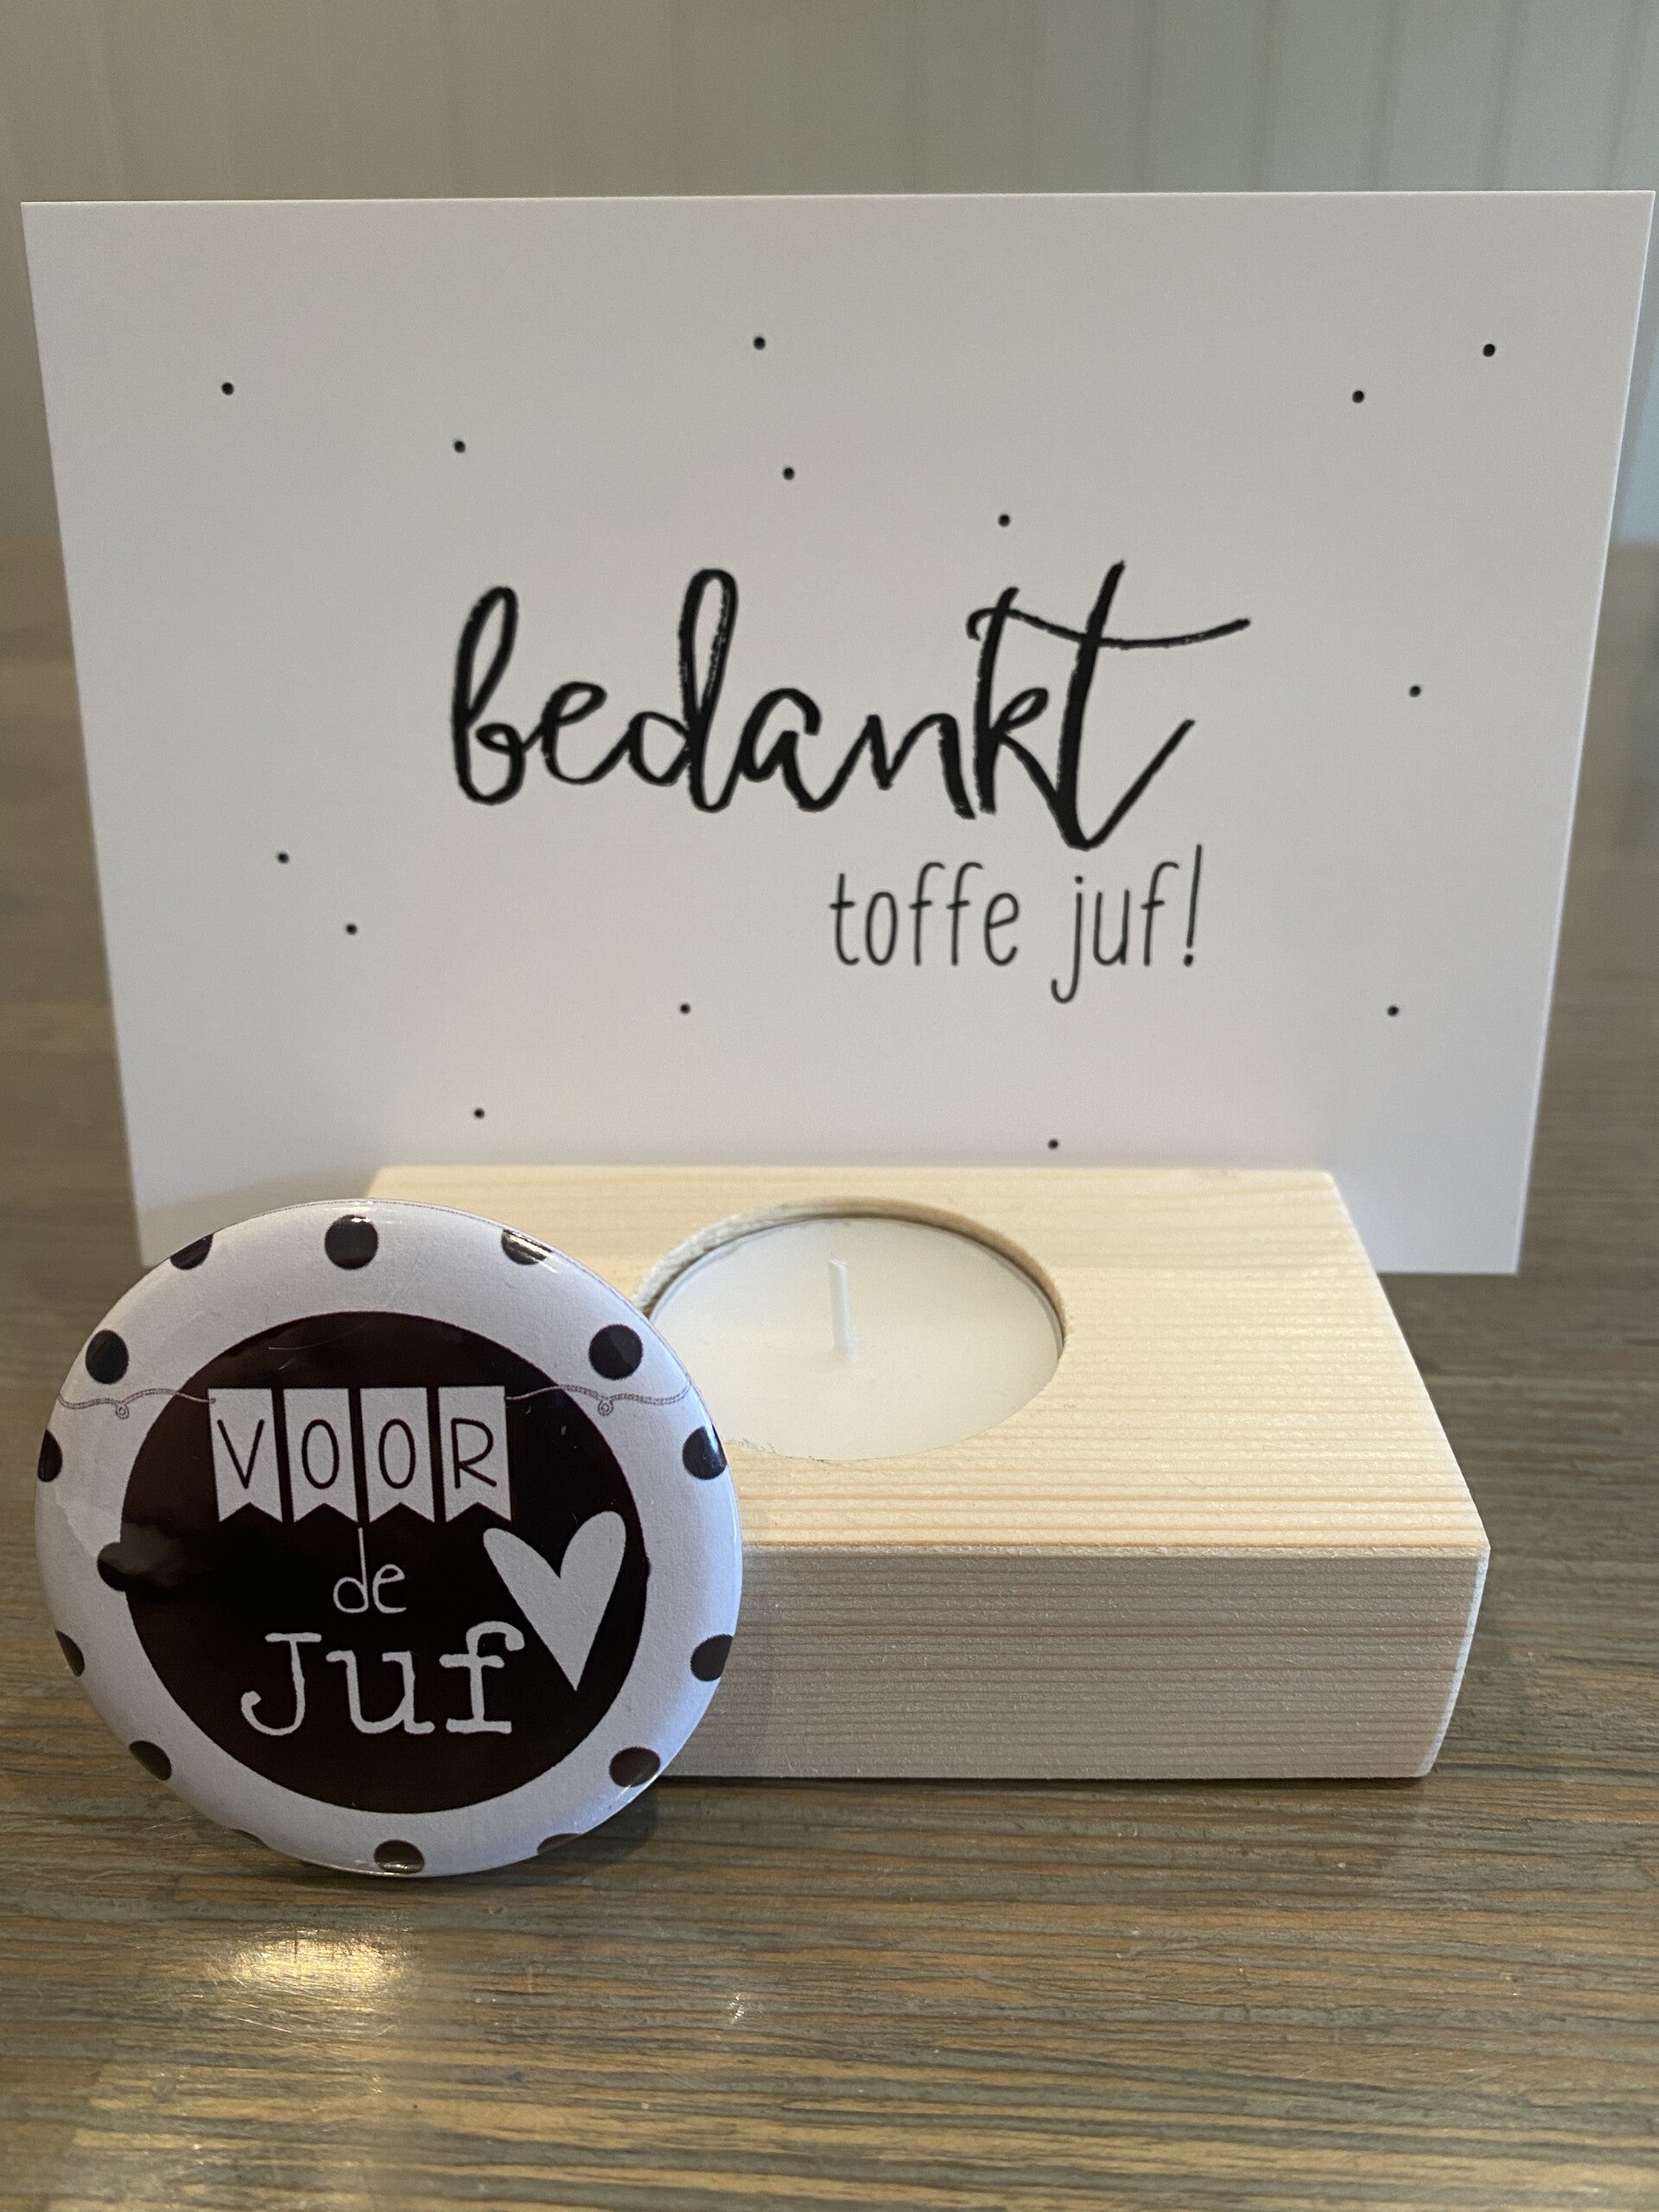 bedankt
toffe juf!
VOOR
de
Juf